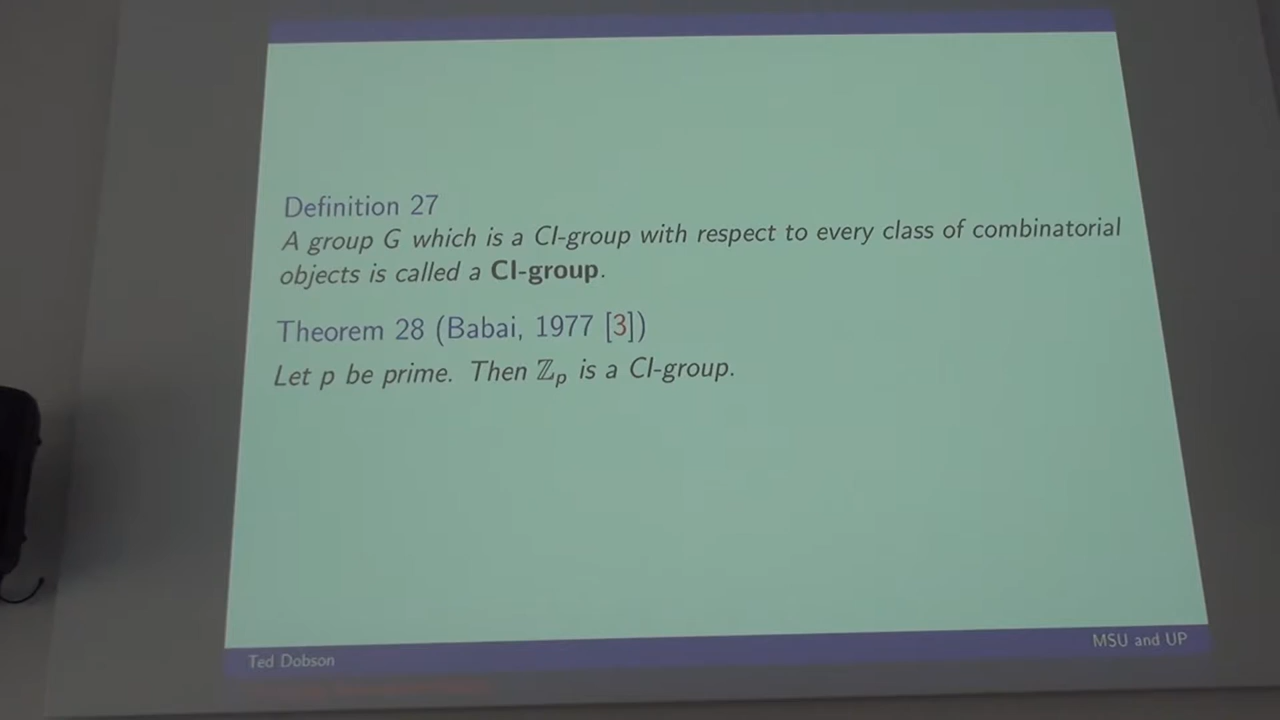 Definition 27
A group G which is a CI-group with respect to every class of combinatorial
objects is called a CI-group.
Theorem 28 (Babai, 1977 [3])
Let p be prime. Then ℤₚ is a CI-group.
Ted Dobson
MSU and UP